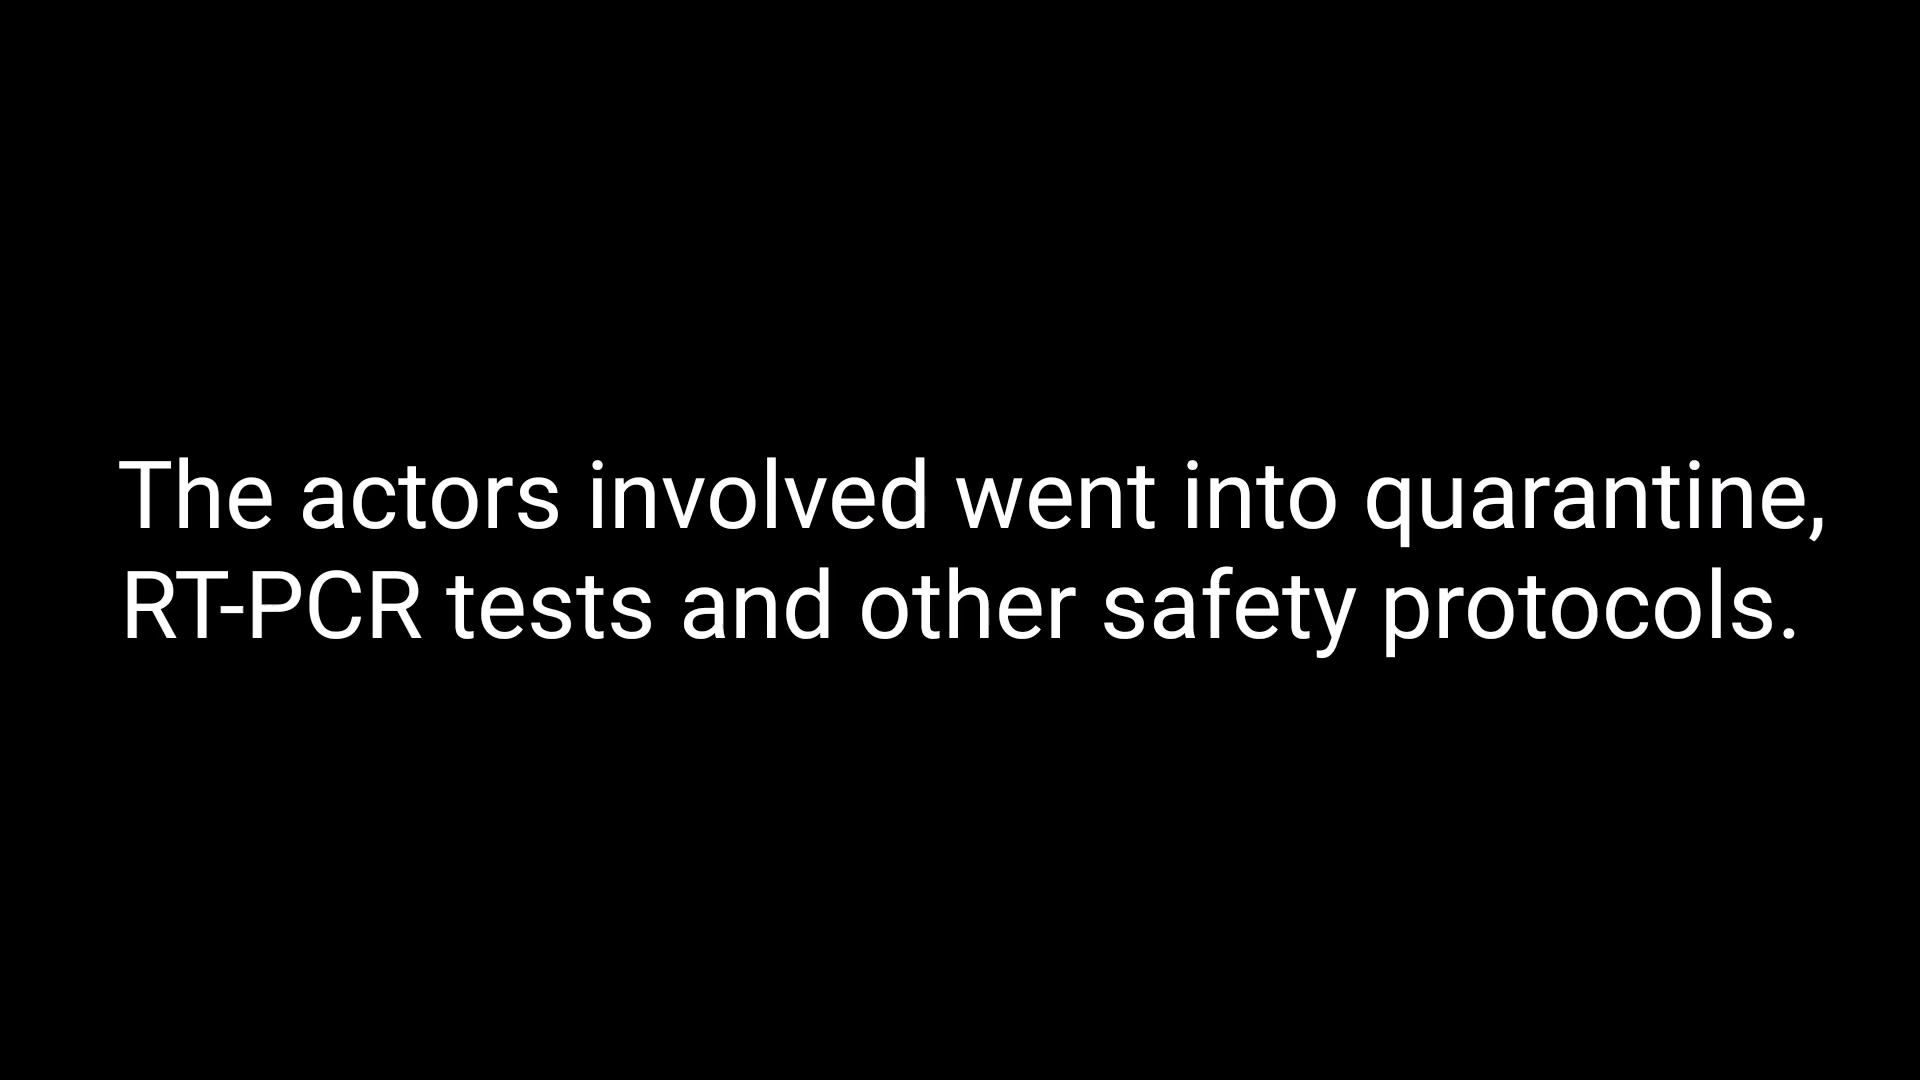 The actors involved went into quarantine,
RT-PCR tests and other safety protocols.